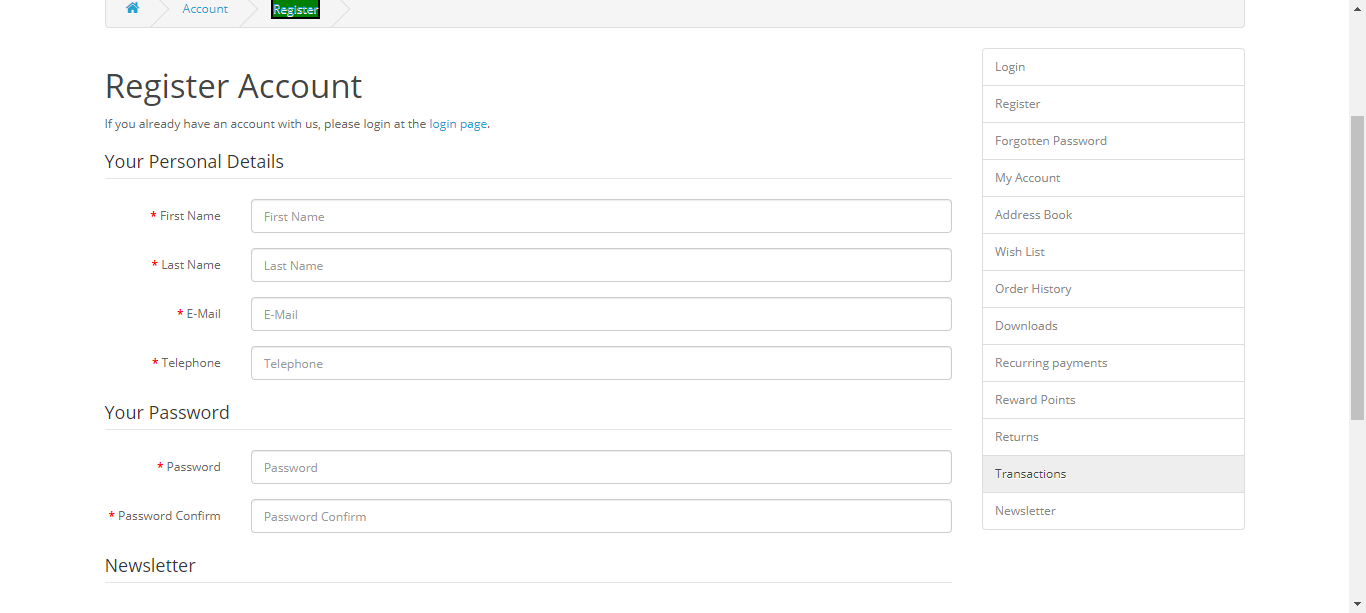 Account Register
Register Account
If you already have an account with us, please login at the login page.
Your Personal Details
* First Name First Name
* Last Name Last Name
* E-Mail E-Mail
* Telephone Telephone
Your Password
* Password Password
* Password Confirm Password Confirm
Newsletter
Login
Register
Forgotten Password
My Account
Address Book
Wish List
Order History
Downloads
Recurring payments
Reward Points
Returns
Transactions
Newsletter